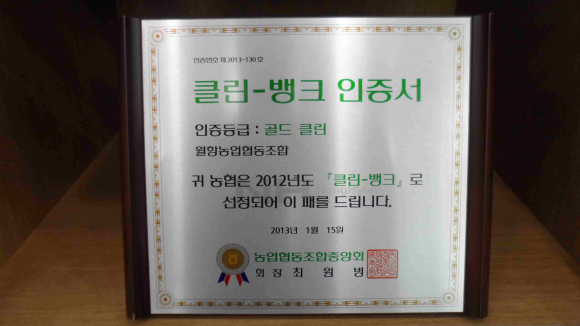 인증번호 제 2013-130 호
클린-뱅크 인증서
인증등급 : 골드 클린
월항농업협동조합
귀 농협은 2012년도 『클린-뱅크』로
선정되어 이 패를 드립니다.
2013년 1월 15일
농업협동조합중앙회
회장 최원병